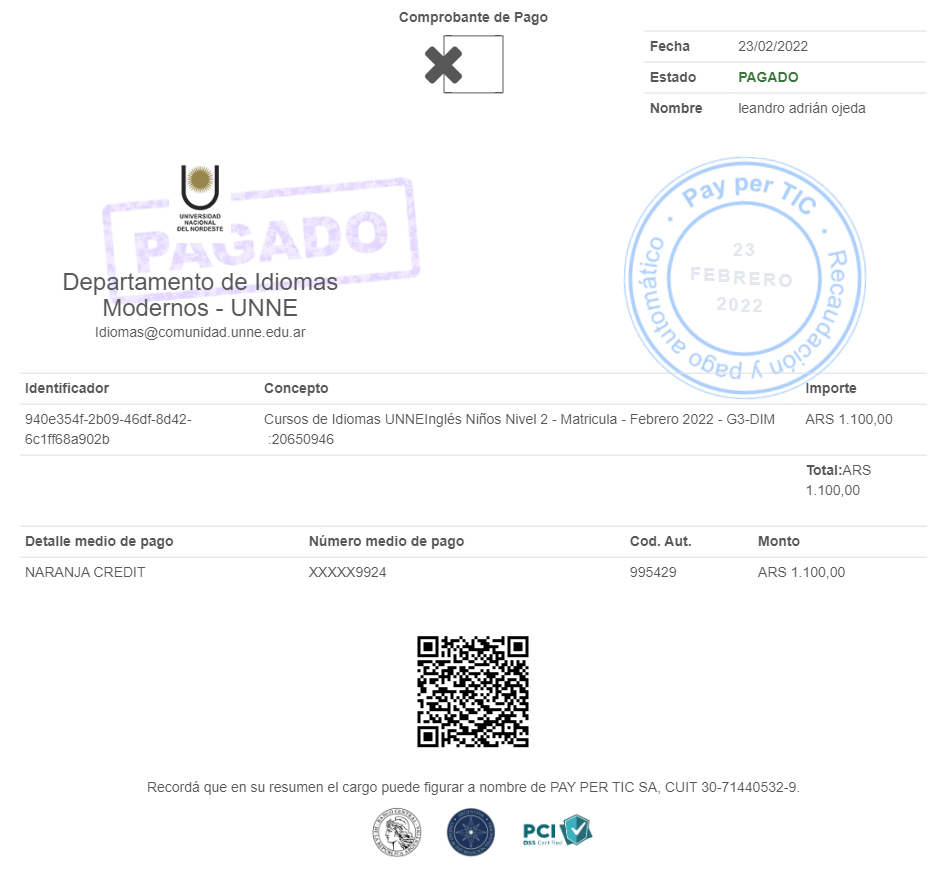 Comprobante de Pago
Fecha 23/02/2022
Estado PAGADO
Nombre leandro adrián ojeda
UNIVERSIDAD
NACIONAL
DEL NORDESTE
PAGADO
Departamento de Idiomas
Modernos - UNNE
Idiomas@comunidad.unne.edu.ar
Pay per TIC
Recaudación y pago automático
23
FEBRERO
2022
Identificador Concepto Importe
940e354f-2b09-46df-8d42- Cursos de Idiomas UNNEInglés Niños Nivel 2 - Matricula - Febrero 2022 - G3-DIM ARS 1.100,00
6c1ff68a902b :20650946
Total:ARS
1.100,00
Detalle medio de pago Número medio de pago Cod. Aut. Monto
NARANJA CREDIT XXXXX9924 995429 ARS 1.100,00
Recordá que en su resumen el cargo puede figurar a nombre de PAY PER TIC SA, CUIT 30-71440532-9.
PCI
DSS Certified